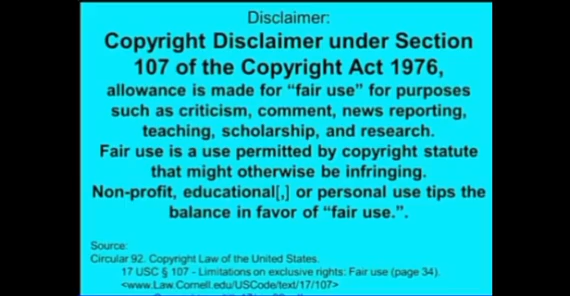 Disclaimer:
Copyright Disclaimer under Section
107 of the Copyright Act 1976,
allowance is made for “fair use” for purposes
such as criticism, comment, news reporting,
teaching, scholarship, and research.
Fair use is a use permitted by copyright statute
that might otherwise be infringing.
Non-profit, educational[,] or personal use tips the
balance in favor of “fair use.”.
Source:
Circular 92. Copyright Law of the United States.
17 USC § 107 - Limitations on exclusive rights: Fair use (page 34).
<www.Law.Cornell.edu/USCode/text/17/107>